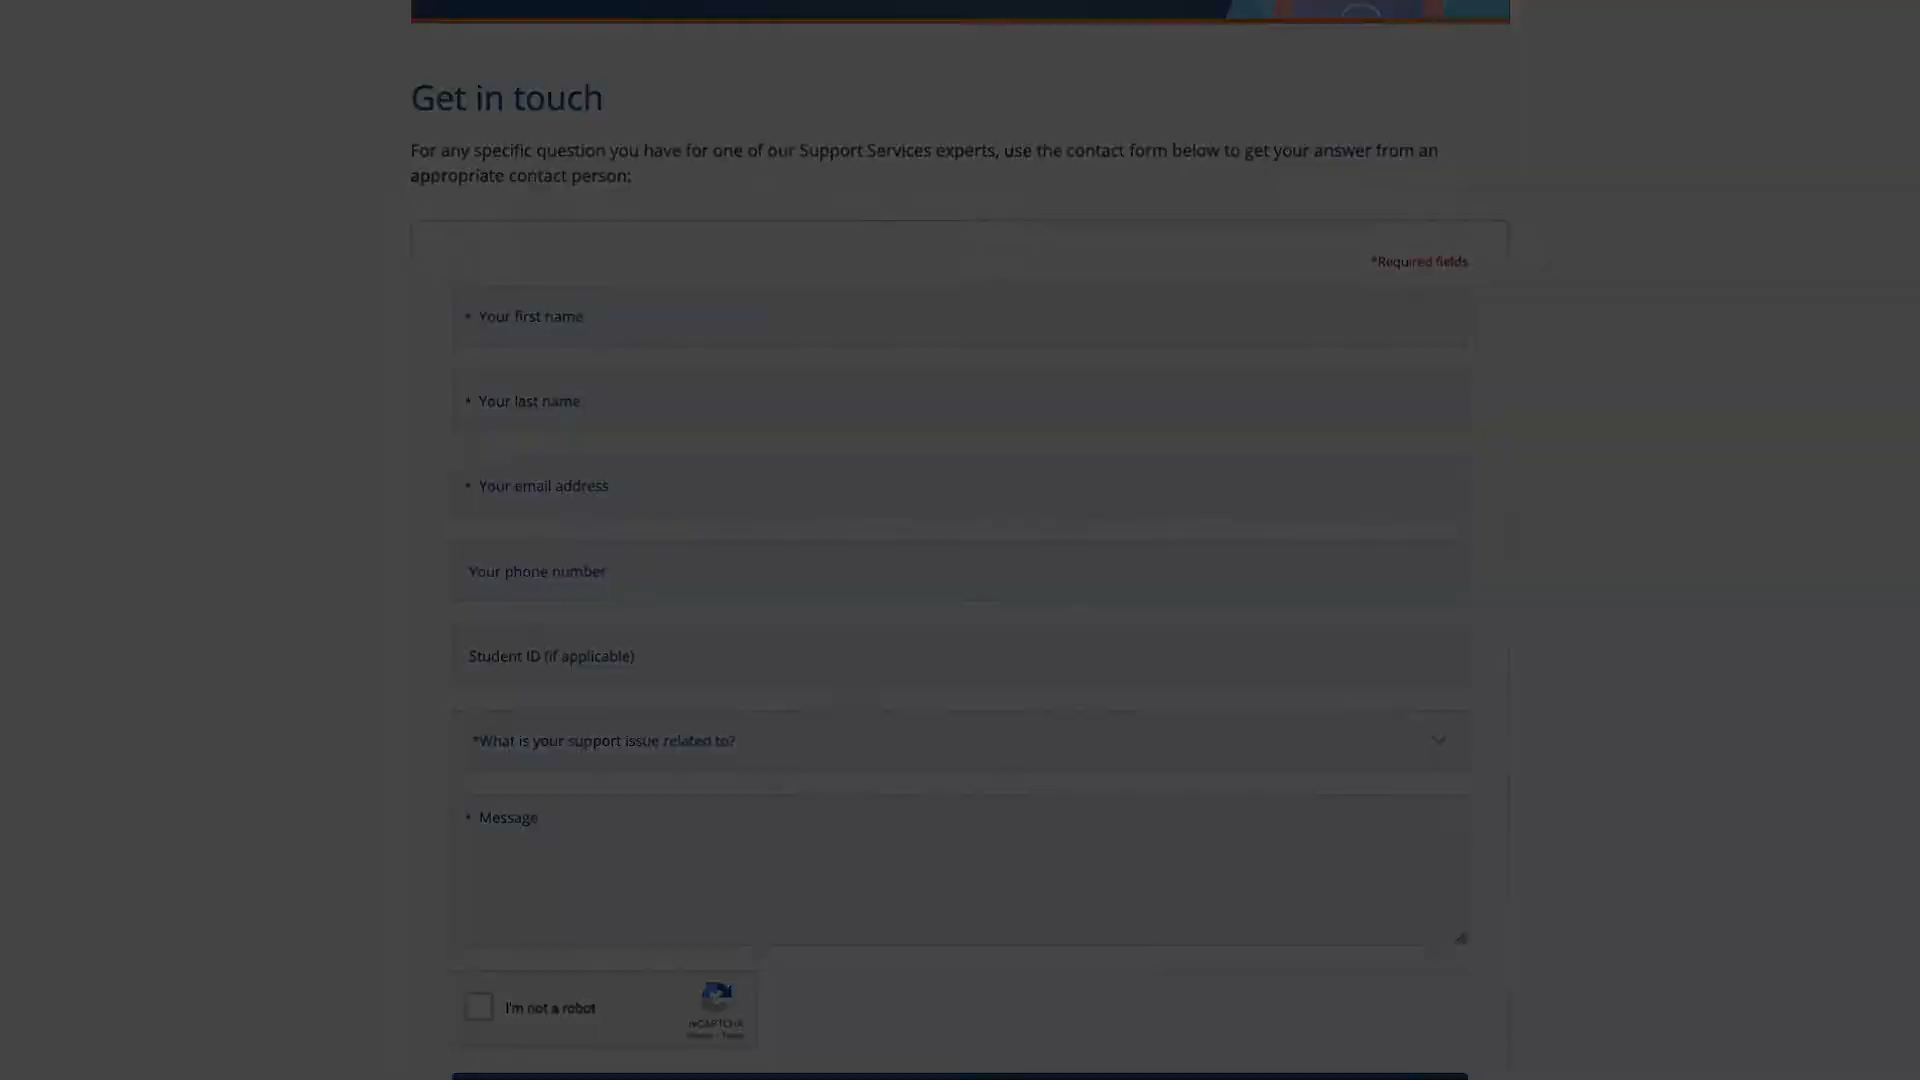 Get in touch
For any specific question you have for one of our Support Services experts, use the contact form below to get your answer from an
appropriate contact person:
*Required fields
* Your first name
* Your last name
* Your email address
Your phone number
Student ID (if applicable)
*What is your support issue related to?
* Message
I'm not a robot
reCAPTCHA
Privacy - Terms